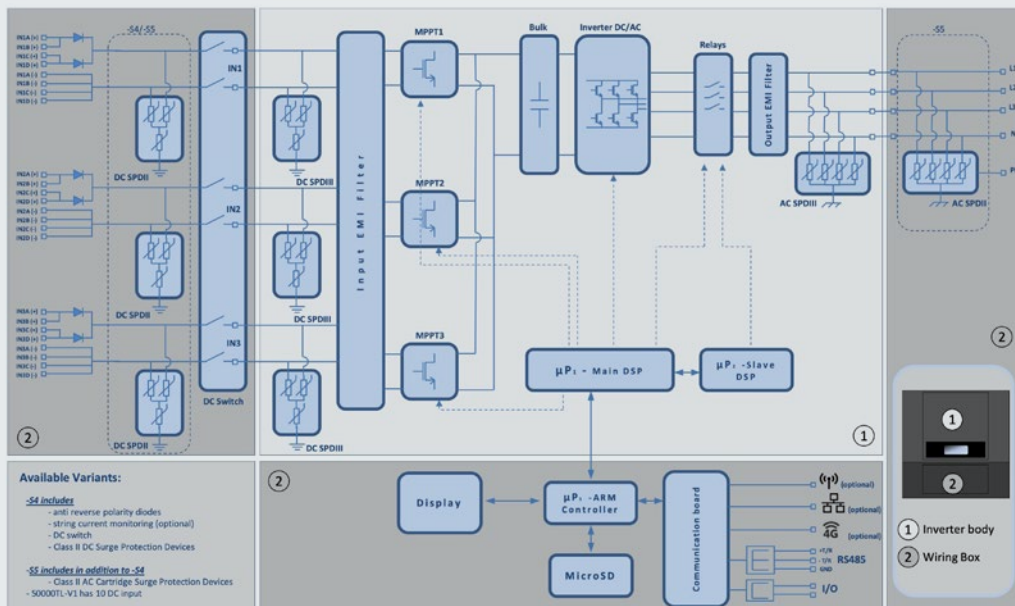 -S4/-S5
IN1A (+)
IN1B (+)
IN1C (+)
IN1D (+)
IN1A (-)
IN1B (-)
IN1C (-)
IN1D (-)
IN1
DC SPDII
DC SPDIII
IN2A (+)
IN2B (+)
IN2C (+)
IN2D (+)
IN2A (-)
IN2B (-)
IN2C (-)
IN2D (-)
IN2
DC SPDII
DC SPDIII
IN3A (+)
IN3B (+)
IN3C (+)
IN3D (+)
IN3A (-)
IN3B (-)
IN3C (-)
IN3D (-)
IN3
DC Switch
DC SPDII
DC SPDIII
2
Input EMI Filter
MPPT1
MPPT2
MPPT3
Bulk
Inverter DC/AC
Relays
Output EMI Filter
AC SPDIII
-S5
N
AC SPDII
µP₁ - Main DSP
µP₁ -Slave
DSP
1
2
1
2
1 Inverter body
2 Wiring Box
Available Variants:
-S4 includes
- anti reverse polarity diodes
- string current monitoring (optional)
- DC switch
- Class II DC Surge Protection Devices
-S5 includes in addition to -S4
- Class II AC Cartridge Surge Protection Devices
- 50000TL-V1 has 10 DC input
2
Display
µP₁ -ARM
Controller
MicroSD
Communication board
(optional)
(optional)
4G (optional)
+T/R
-T/R
GND
RS485
I/O